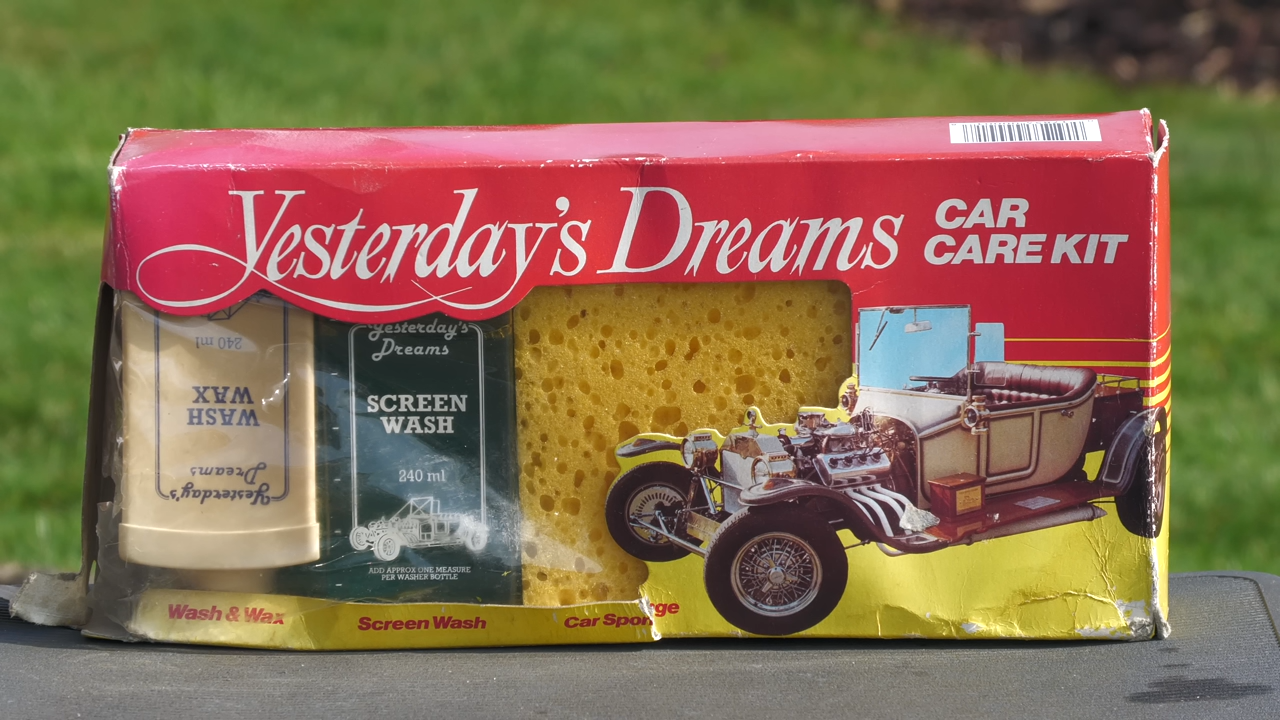 Yesterday's Dreams
CAR
CARE KIT
240 ml
WASH
WAX
Yesterday's
Dreams
Yesterday's
Dreams
SCREEN
WASH
240 ml
ADD APPROX ONE MEASURE
PER WASHER BOTTLE
Wash & Wax
Screen Wash
Car Sponge